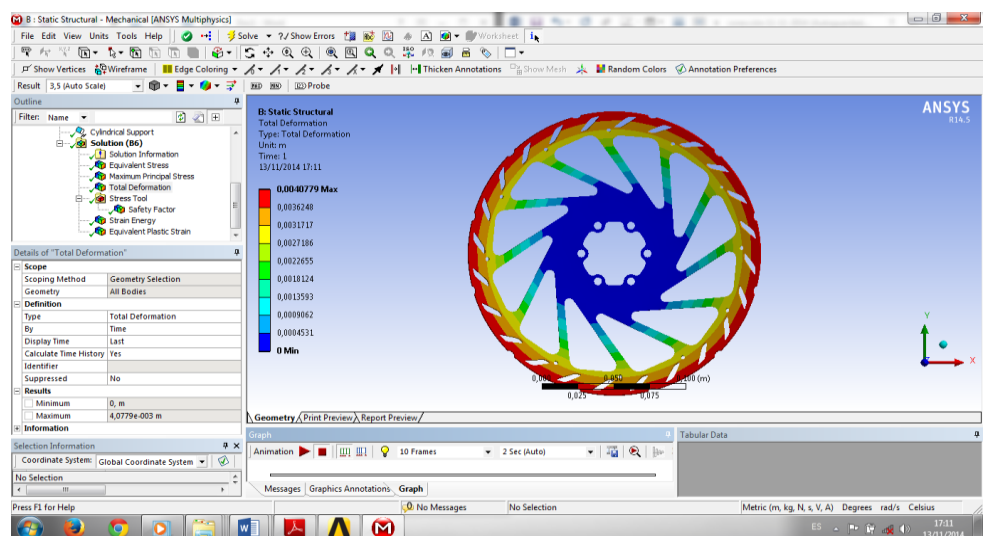 B : Static Structural - Mechanical [ANSYS Multiphysics]
File Edit View Units Tools Help Solve ?/ Show Errors Worksheet
Show Vertices Wireframe Edge Coloring Thicken Annotations Show Mesh Random Colors Annotation Preferences
Result 3,5 (Auto Scale) Probe
Outline
Filter: Name
Cylindrical Support
Solution (B6)
Solution Information
Equivalent Stress
Maximum Principal Stress
Total Deformation
Stress Tool
Safety Factor
Strain Energy
Equivalent Plastic Strain
Details of "Total Deformation"
Scope
Scoping Method Geometry Selection
Geometry All Bodies
Definition
Type Total Deformation
By Time
Display Time Last
Calculate Time History Yes
Identifier
Suppressed No
Results
Minimum 0, m
Maximum 4,0779e-003 m
Information
Selection Information
Coordinate System: Global Coordinate System
No Selection
B: Static Structural
Total Deformation
Type: Total Deformation
Unit: m
Time: 1
13/11/2014 17:11
0,0040779 Max
0,0036248
0,0031717
0,0027186
0,0022655
0,0018124
0,0013593
0,0009062
0,0004531
0 Min
ANSYS
R14.5
Y
X
0,050
0,025 0,075
Geometry Print Preview Report Preview
Graph
Animation 10 Frames 2 Sec (Auto)
Messages Graphics Annotations Graph
Tabular Data
Press F1 for Help No Messages No Selection Metric (m, kg, N, s, V, A) Degrees rad/s Celsius
ES 17:11
13/11/2014